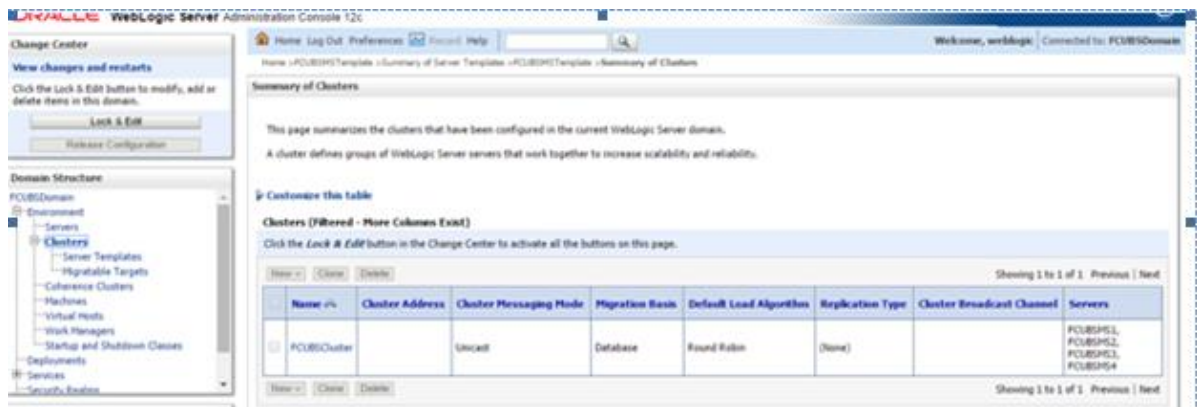 ORACLE WebLogic Server Administration Console 12c
Change Center
View changes and restarts
Click the Lock & Edit button to modify, add or
delete items in this domain.
Lock & Edit
Release Configuration
Domain Structure
FCUBSDomain
Environment
Servers
Clusters
Server Templates
Migratable Targets
Coherence Clusters
Machines
Virtual Hosts
Work Managers
Startup and Shutdown Classes
Deployments
Services
Security Realms
Home Log Out Preferences Record Help
Welcome, weblogic Connected to: FCUBSDomain
Home >FCUBSMSTemplate >Summary of Server Templates >FCUBSMSTemplate >Summary of Clusters
Summary of Clusters
This page summarizes the clusters that have been configured in the current WebLogic Server domain.
A cluster defines groups of WebLogic Server servers that work together to increase scalability and reliability.
Customize this table
Clusters (Filtered - More Columns Exist)
Click the Lock & Edit button in the Change Center to activate all the buttons on this page.
New Clone Delete
Showing 1 to 1 of 1 Previous | Next
Name Cluster Address Cluster Messaging Mode Migration Basis Default Load Algorithm Replication Type Cluster Broadcast Channel Servers
FCUBSCluster Unicast Database Round Robin (None) FCUBSMS1,
FCUBSMS2,
FCUBSMS3,
FCUBSMS4
New Clone Delete
Showing 1 to 1 of 1 Previous | Next